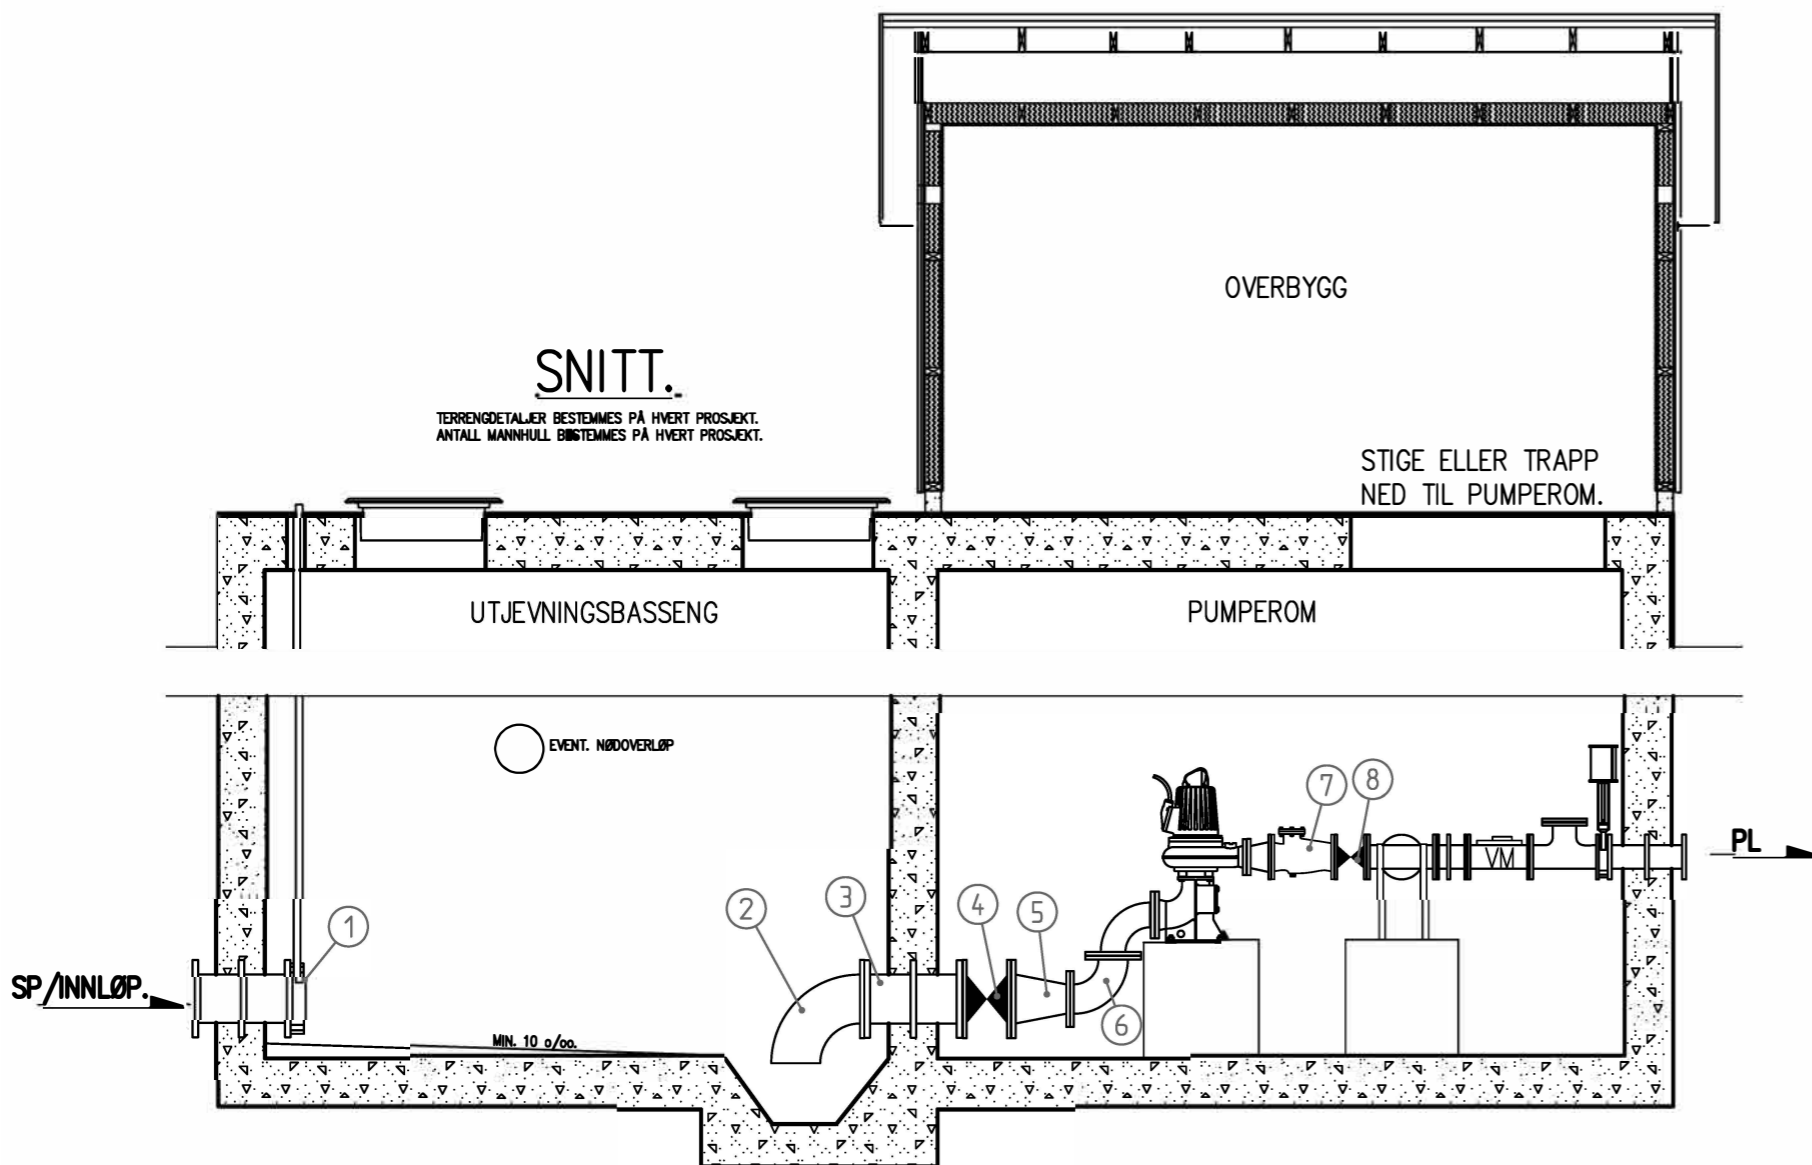 OVERBYGG
SNITT.
TERRENGDETALJER BESTEMMES PÅ HVERT PROSJEKT.
ANTALL MANNHULL BESTEMMES PÅ HVERT PROSJEKT.
STIGE ELLER TRAPP
NED TIL PUMPEROM.
UTJEVNINGSBASSENG
PUMPEROM
EVENT. NØDOVERLØP
7
8
VM
PL
1
2
3
4
5
6
SP/INNLØP.
MIN. 10 o/oo.